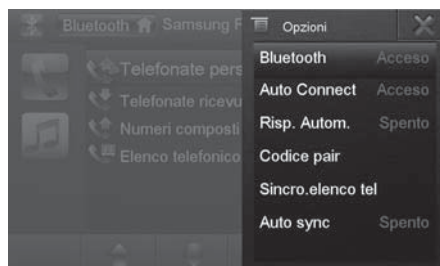 Bluetooth Samsung
Opzioni
Telefonate pers
Telefonate ricevu
Numeri composti
Elenco telefonico
Bluetooth Acceso
Auto Connect Acceso
Risp. Autom. Spento
Codice pair
Sincro.elenco tel
Auto sync Spento